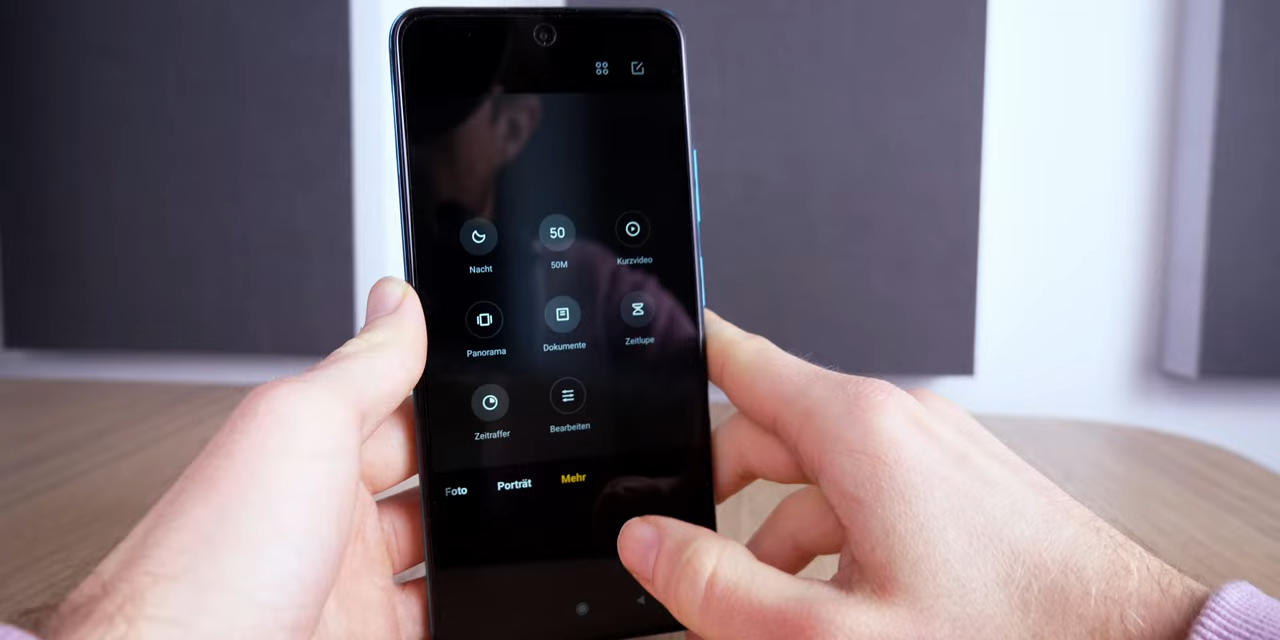 50
Nacht
50M
Kurzvideo
Panorama
Dokumente
Zeitlupe
Zeitraffer
Bearbeiten
Foto
Porträt
Mehr